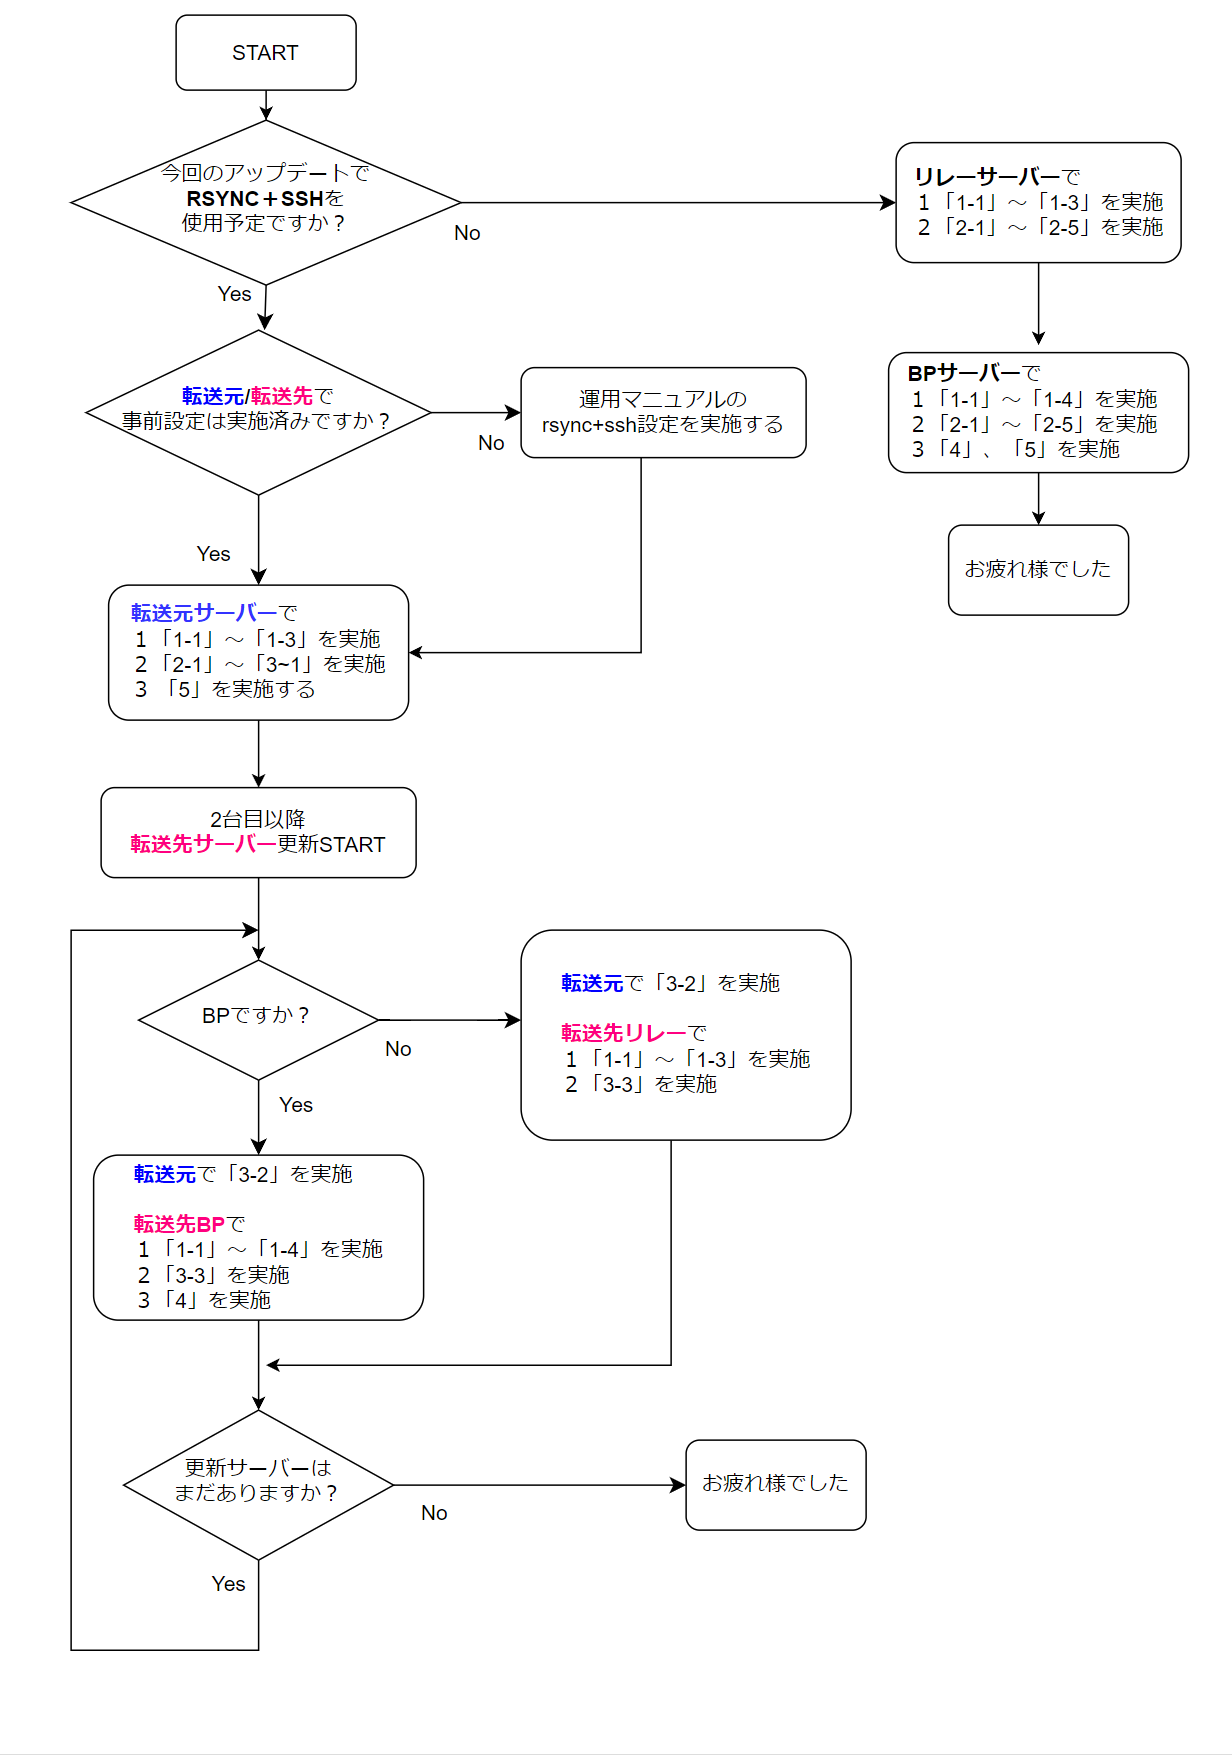 START
今回のアップデートで
RSYNC＋SSHを
使用予定ですか？
No
Yes
リレーサーバーで
１「1-1」～「1-3」を実施
２「2-1」～「2-5」を実施
転送元/転送先で
事前設定は実施済みですか？
No
Yes
運用マニュアルの
rsync+ssh設定を実施する
BPサーバーで
１「1-1」～「1-4」を実施
２「2-1」～「2-5」を実施
３「4」、「5」を実施
お疲れ様でした
転送元サーバーで
１「1-1」～「1-3」を実施
２「2-1」～「3~1」を実施
３ 「5」を実施する
2台目以降
転送先サーバー更新START
BPですか？
No
Yes
転送元で「3-2」を実施
転送先リレーで
１「1-1」～「1-3」を実施
２「3-3」を実施
転送元で「3-2」を実施
転送先BPで
１「1-1」～「1-4」を実施
２「3-3」を実施
３「4」を実施
更新サーバーは
まだありますか？
No
Yes
お疲れ様でした